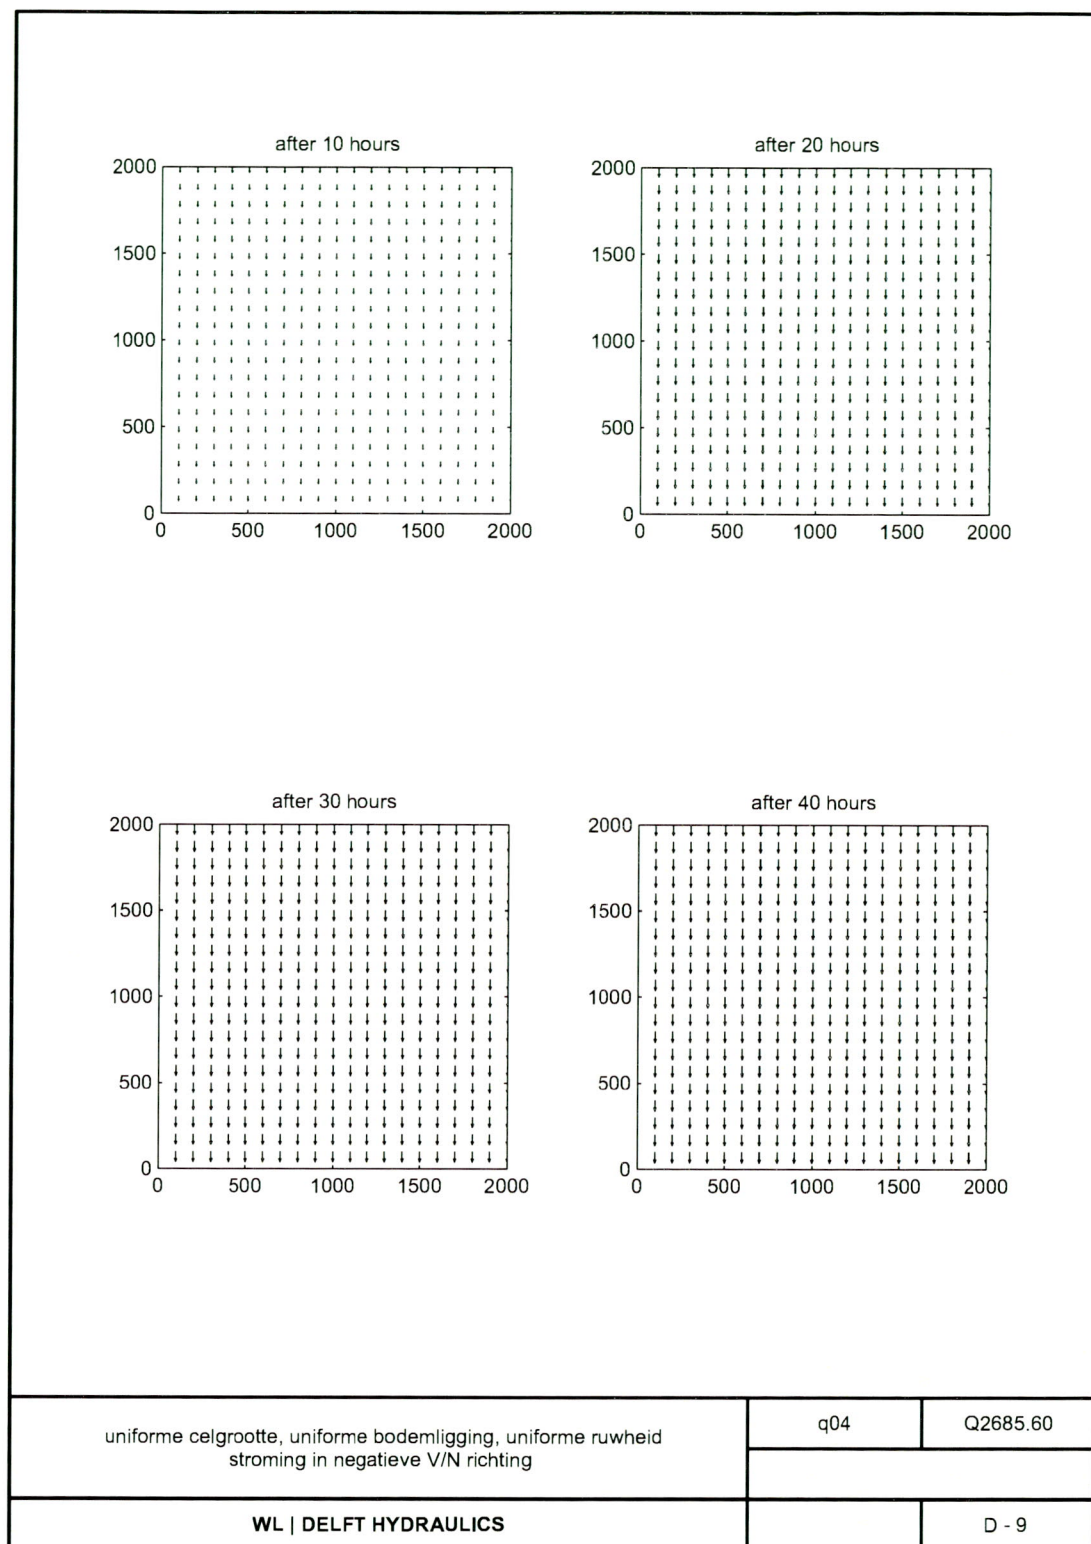 after 10 hours
2000
1500
1000
500
0
0 500 1000 1500 2000
after 20 hours
2000
1500
1000
500
0
0 500 1000 1500 2000
after 30 hours
2000
1500
1000
500
0
0 500 1000 1500 2000
after 40 hours
2000
1500
1000
500
0
0 500 1000 1500 2000
uniforme celgrootte, uniforme bodemligging, uniforme ruwheid
stroming in negatieve V/N richting
q04
Q2685.60
WL | DELFT HYDRAULICS
D - 9